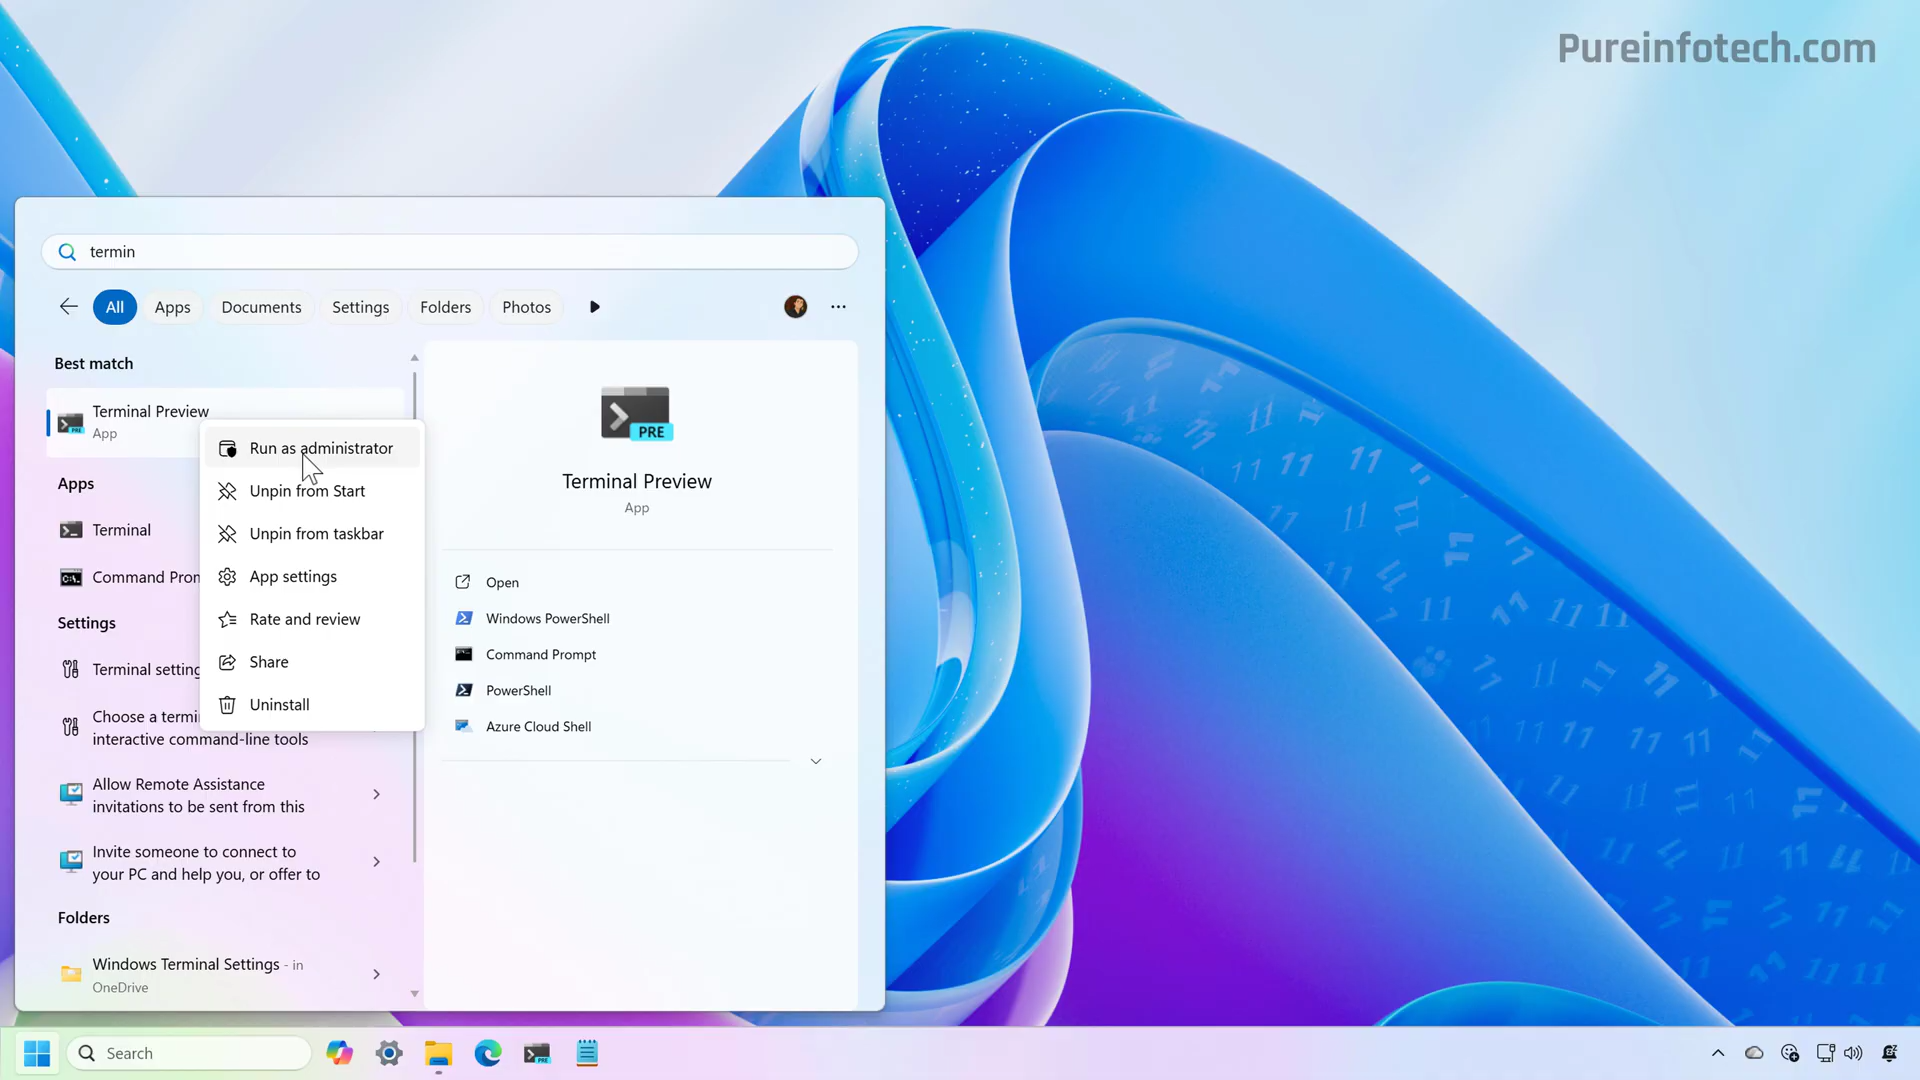 Pureinfotech.com
termin
All
Apps
Documents
Settings
Folders
Photos
Best match
Terminal Preview
App
Apps
Terminal
Command Pron
Settings
Terminal setting
Choose a termi
interactive command-line tools
Allow Remote Assistance
invitations to be sent from this
Invite someone to connect to
your PC and help you, or offer to
Folders
Windows Terminal Settings - in
OneDrive
Run as administrator
Unpin from Start
Unpin from taskbar
App settings
Rate and review
Share
Uninstall
PRE
Terminal Preview
App
Open
Windows PowerShell
Command Prompt
PowerShell
Azure Cloud Shell
Search